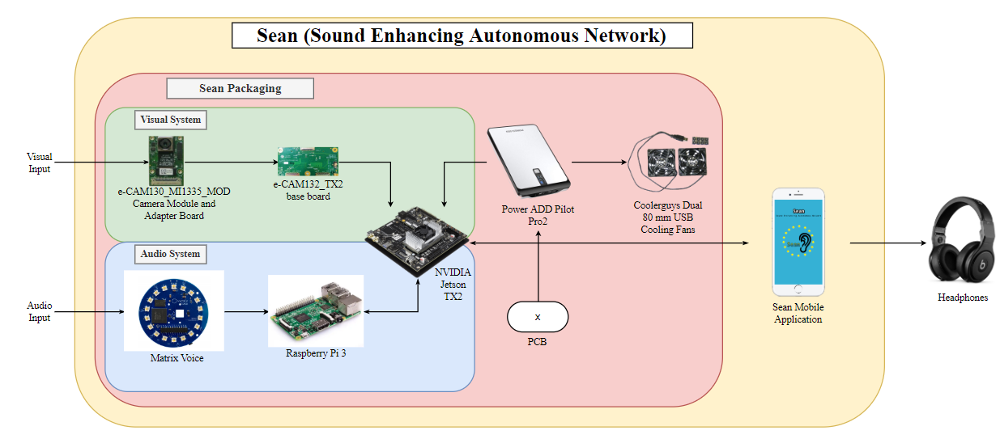 Sean (Sound Enhancing Autonomous Network)
Sean Packaging
Visual System
Visual
Input
e-CAM130_MI1335_MOD
Camera Module and
Adapter Board
e-CAM132_TX2
base board
Power ADD Pilot
Pro2
Coolerguys Dual
80 mm USB
Cooling Fans
Audio System
NVIDIA
Jetson
TX2
Audio
Input
Matrix Voice
Raspberry Pi 3
x
PCB
Sean
Sean
Sean Mobile
Application
b
Headphones